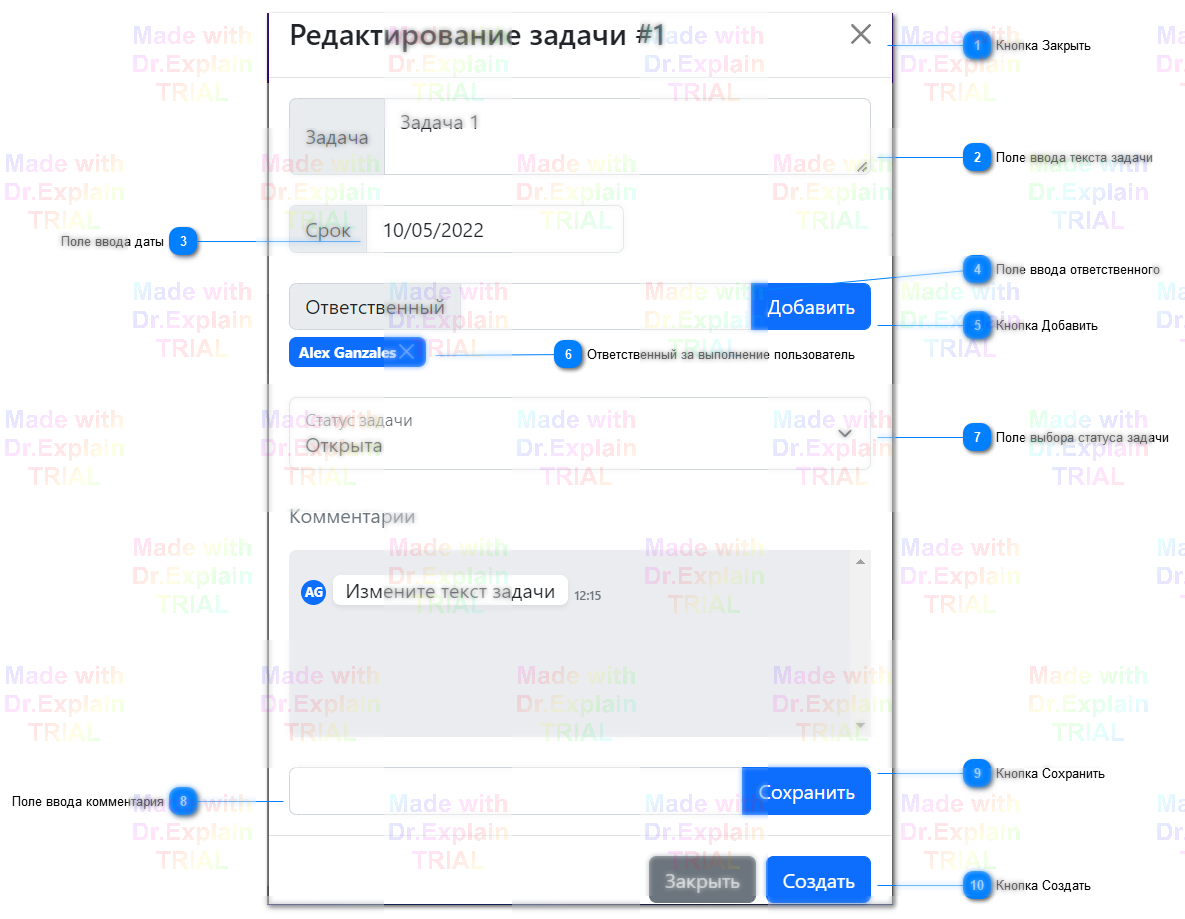 Редактирование задачи #1
1 Кнопка Закрыть
Задача
Задача 1
2 Поле ввода текста задачи
Срок
10/05/2022
Поле ввода даты 3
4 Поле ввода ответственного
Ответственный
Добавить
5 Кнопка Добавить
Alex Ganzales
6 Ответственный за выполнение пользователь
Статус задачи
Открыта
7 Поле выбора статуса задачи
Комментарии
AG Измените текст задачи 12:15
9 Кнопка Сохранить
Сохранить
Поле ввода комментария 8
Закрыть
Создать
10 Кнопка Создать
Made with
Dr.Explain
TRIAL